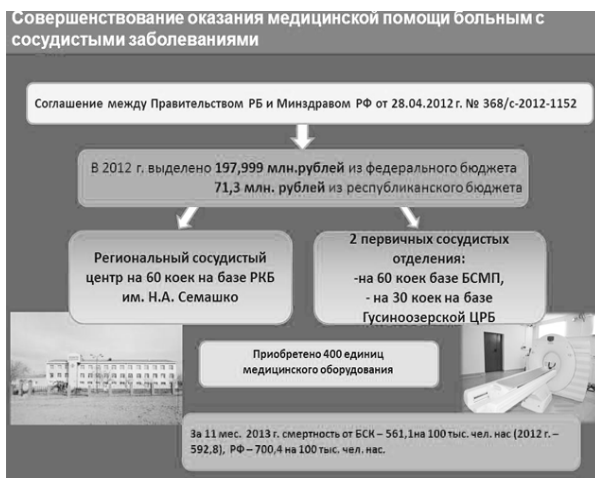 Совершенствование оказания медицинской помощи больным с
сосудистыми заболеваниями
Соглашение между Правительством РБ и Минздравом РФ от 28.04.2012 г. № 368/с-2012-1152
В 2012 г, выделено 197,999 млн.рублей из федерального бюджета
71,3 млн. рублей из республиканского бюджета
Региональный сосудистый
центр на 60 коек на базе РКБ
им. Н.А. Семашко
2 первичных сосудистых
отделения:
-на 60 коек базе БСМП,
- на 30 коек на базе
Гусиноозерской ЦРБ
Приобретено 400 единиц
медицинского оборудования
За 11 мес. 2013 г. смертность от БСК – 561,1на 100 тыс. чел. нас (2012 г. –
592,8), РФ – 700,4 на 100 тыс. чел. нас.